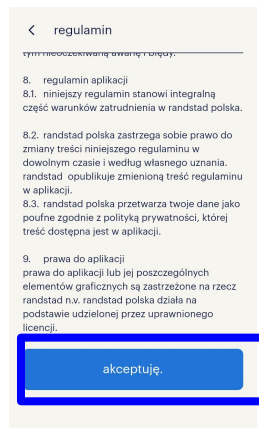 regulamin
tym nieoczekiwaną awarię i błędy.
8. regulamin aplikacji
8.1. niniejszy regulamin stanowi integralną
część warunków zatrudnienia w randstad polska.
8.2. randstad polska zastrzega sobie prawo do
zmiany treści niniejszego regulaminu w
dowolnym czasie i według własnego uznania.
randstad opublikuje zmienioną treść regulaminu
w aplikacji.
8.3. randstad polska przetwarza twoje dane jako
poufne zgodnie z polityką prywatności, której
treść dostępna jest w aplikacji.
9. prawa do aplikacji
prawa do aplikacji lub jej poszczególnych
elementów graficznych są zastrzeżone na rzecz
randstad n.v. randstad polska działa na
podstawie udzielonej przez uprawnionego
licencji.
akceptuję.